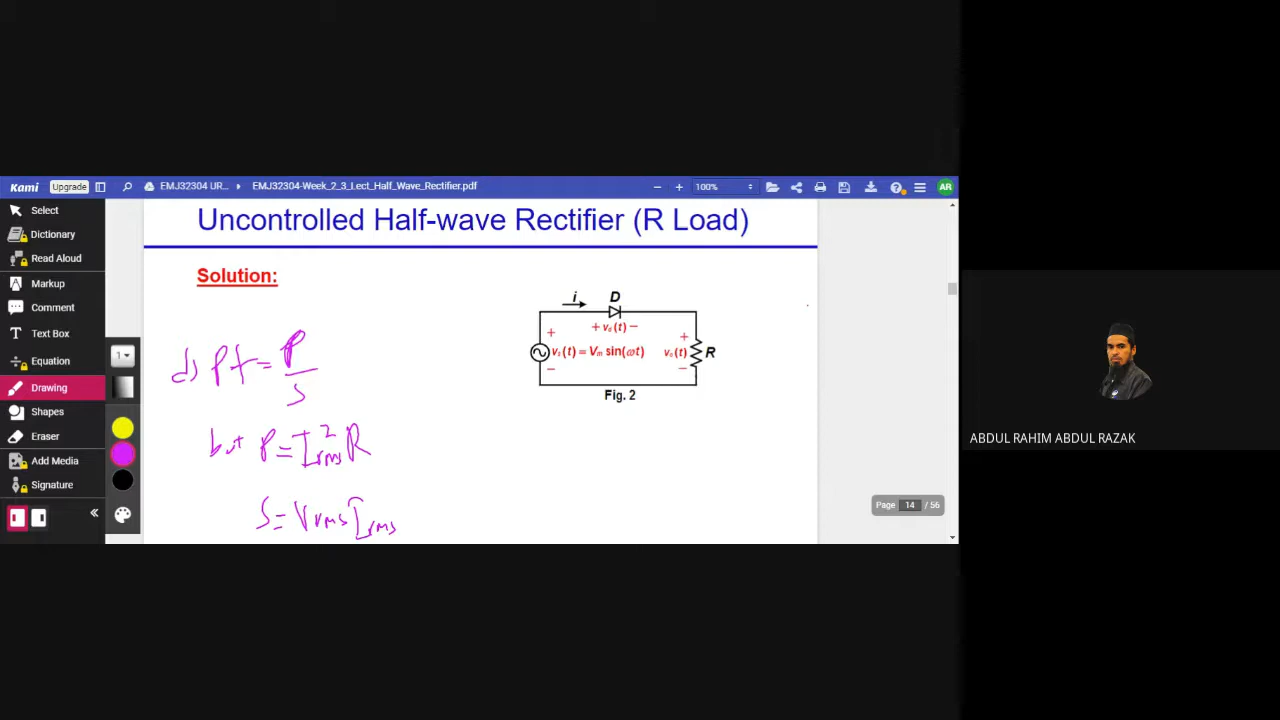 Kami Upgrade EMJ32304 UR... EMJ32304-Week_2_3_Lect_Half_Wave_Rectifier.pdf 100% AR
Select
Dictionary
Read Aloud
Markup
Comment
Text Box
Equation
Drawing
Shapes
Eraser
Add Media
Signature
1
Uncontrolled Half-wave Rectifier (R Load)
Solution:
d) Pf = P/S
but P = I²rms R
S = Vrms Irms
i D
+ vd (t) −
+ +
vs (t) = Vm sin(ωt) vo (t) R
− −
Fig. 2
Page 14 / 56
ABDUL RAHIM ABDUL RAZAK